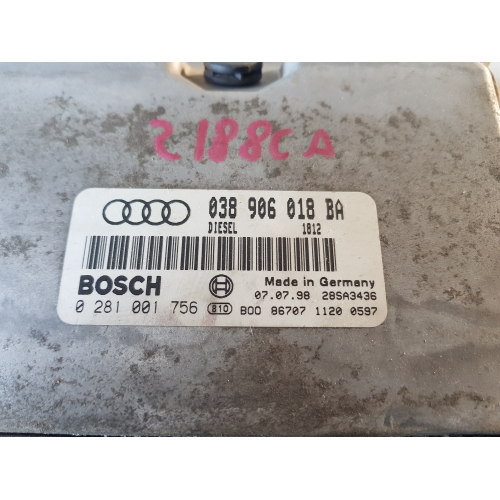 2188CA
038 906 018 BA
DIESEL 1812
BOSCH Made in Germany
07.07.98 28SA3436
0 281 001 756 810 B00 86707 1120 0597